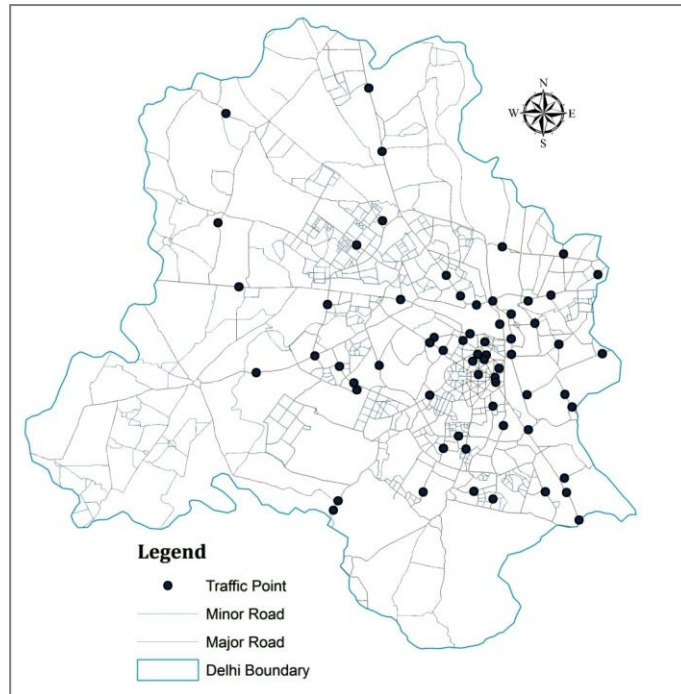 N
W E
S
Legend
Traffic Point
Minor Road
Major Road
Delhi Boundary